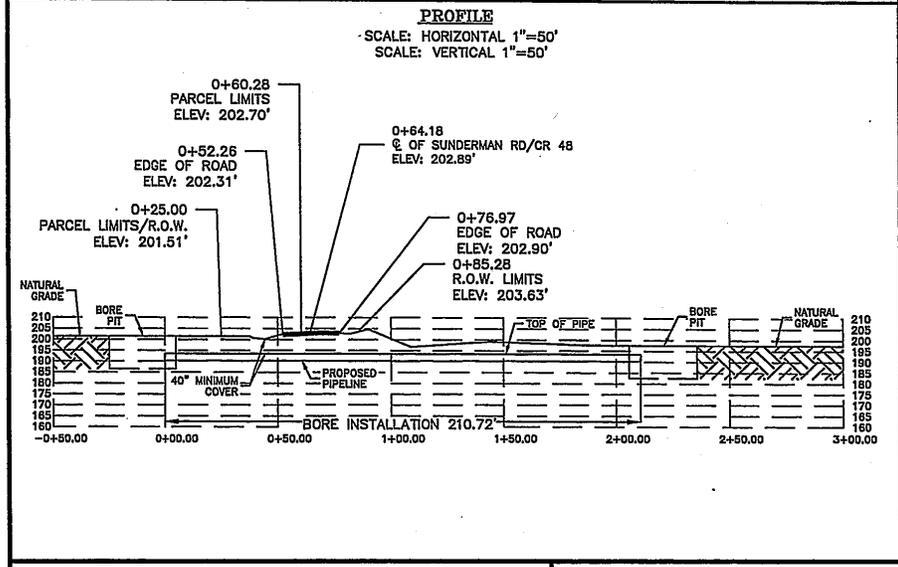 PROFILE
SCALE: HORIZONTAL 1"=50'
SCALE: VERTICAL 1"=50'
0+60.28
PARCEL LIMITS
ELEV: 202.70'
0+64.18
℄ OF SUNDERMAN RD/CR 48
ELEV: 202.89'
0+52.26
EDGE OF ROAD
ELEV: 202.31'
0+25.00
PARCEL LIMITS/R.O.W.
ELEV: 201.51'
0+76.97
EDGE OF ROAD
ELEV: 202.90'
0+85.28
R.O.W. LIMITS
ELEV: 203.63'
NATURAL
GRADE
BORE
PIT
TOP OF PIPE
BORE
PIT
NATURAL
GRADE
210
205
200
195
190
185
180
175
170
165
160
40" MINIMUM
COVER
PROPOSED
PIPELINE
BORE INSTALLATION 210.72'
210
205
200
195
190
185
180
175
170
165
160
-0+50.00
0+00.00
0+50.00
1+00.00
1+50.00
2+00.00
2+50.00
3+00.00